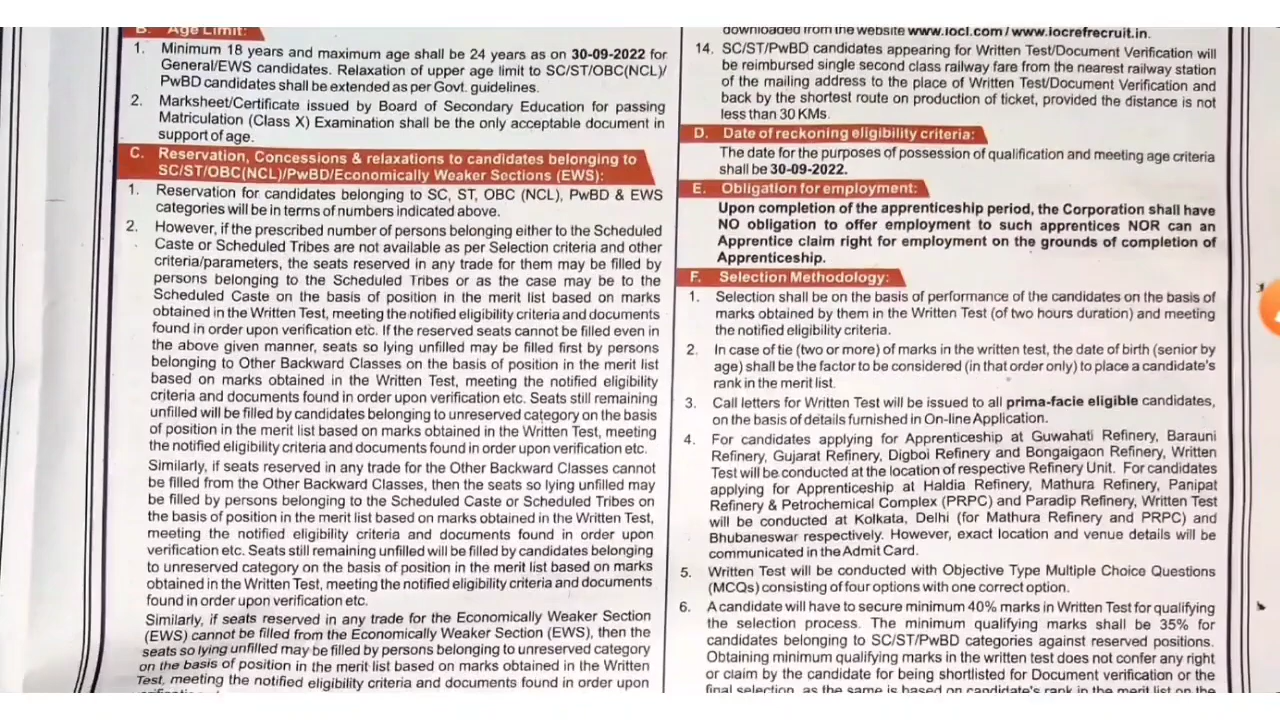 B. Age Limit:
1. Minimum 18 years and maximum age shall be 24 years as on 30-09-2022 for
General/EWS candidates. Relaxation of upper age limit to SC/ST/OBC(NCL)/
PwBD candidates shall be extended as per Govt. guidelines.
2. Marksheet/Certificate issued by Board of Secondary Education for passing
Matriculation (Class X) Examination shall be the only acceptable document in
support of age.
C. Reservation, Concessions & relaxations to candidates belonging to
SC/ST/OBC(NCL)/PwBD/Economically Weaker Sections (EWS):
1. Reservation for candidates belonging to SC, ST, OBC (NCL), PwBD & EWS
categories will be in terms of numbers indicated above.
2. However, if the prescribed number of persons belonging either to the Scheduled
Caste or Scheduled Tribes are not available as per Selection criteria and other
criteria/parameters, the seats reserved in any trade for them may be filled by
persons belonging to the Scheduled Tribes or as the case may be to the
Scheduled Caste on the basis of position in the merit list based on marks
obtained in the Written Test, meeting the notified eligibility criteria and documents
found in order upon verification etc. If the reserved seats cannot be filled even in
the above given manner, seats so lying unfilled may be filled first by persons
belonging to Other Backward Classes on the basis of position in the merit list
based on marks obtained in the Written Test, meeting the notified eligibility
criteria and documents found in order upon verification etc. Seats still remaining
unfilled will be filled by candidates belonging to unreserved category on the basis
of position in the merit list based on marks obtained in the Written Test, meeting
the notified eligibility criteria and documents found in order upon verification etc.
Similarly, if seats reserved in any trade for the Other Backward Classes cannot
be filled from the Other Backward Classes, then the seats so lying unfilled may
be filled by persons belonging to the Scheduled Caste or Scheduled Tribes on
the basis of position in the merit list based on marks obtained in the Written Test,
meeting the notified eligibility criteria and documents found in order upon
verification etc. Seats still remaining unfilled will be filled by candidates belonging
to unreserved category on the basis of position in the merit list based on marks
obtained in the Written Test, meeting the notified eligibility criteria and documents
found in order upon verification etc.
Similarly, if seats reserved in any trade for the Economically Weaker Section
(EWS) cannot be filled from the Economically Weaker Section (EWS), then the
seats so lying unfilled may be filled by persons belonging to unreserved category
on the basis of position in the merit list based on marks obtained in the Written
Test, meeting the notified eligibility criteria and documents found in order upon
downloaded from the website www.iocl.com / www.iocrefrecruit.in.
14. SC/ST/PwBD candidates appearing for Written Test/Document Verification will
be reimbursed single second class railway fare from the nearest railway station
of the mailing address to the place of Written Test/Document Verification and
back by the shortest route on production of ticket, provided the distance is not
less than 30 KMs.
D. Date of reckoning eligibility criteria:
The date for the purposes of possession of qualification and meeting age criteria
shall be 30-09-2022.
E. Obligation for employment:
Upon completion of the apprenticeship period, the Corporation shall have
NO obligation to offer employment to such apprentices NOR can an
Apprentice claim right for employment on the grounds of completion of
Apprenticeship.
F. Selection Methodology:
1. Selection shall be on the basis of performance of the candidates on the basis of
marks obtained by them in the Written Test (of two hours duration) and meeting
the notified eligibility criteria.
2. In case of tie (two or more) of marks in the written test, the date of birth (senior by
age) shall be the factor to be considered (in that order only) to place a candidate's
rank in the merit list.
3. Call letters for Written Test will be issued to all prima-facie eligible candidates,
on the basis of details furnished in On-line Application.
4. For candidates applying for Apprenticeship at Guwahati Refinery, Barauni
Refinery, Gujarat Refinery, Digboi Refinery and Bongaigaon Refinery, Written
Test will be conducted at the location of respective Refinery Unit. For candidates
applying for Apprenticeship at Haldia Refinery, Mathura Refinery, Panipat
Refinery & Petrochemical Complex (PRPC) and Paradip Refinery, Written Test
will be conducted at Kolkata, Delhi (for Mathura Refinery and PRPC) and
Bhubaneswar respectively. However, exact location and venue details will be
communicated in the Admit Card.
5. Written Test will be conducted with Objective Type Multiple Choice Questions
(MCQs) consisting of four options with one correct option.
6. A candidate will have to secure minimum 40% marks in Written Test for qualifying
the selection process. The minimum qualifying marks shall be 35% for
candidates belonging to SC/ST/PwBD categories against reserved positions.
Obtaining minimum qualifying marks in the written test does not confer any right
or claim by the candidate for being shortlisted for Document verification or the
final selection, as the same is based on candidate's rank in the merit list on the